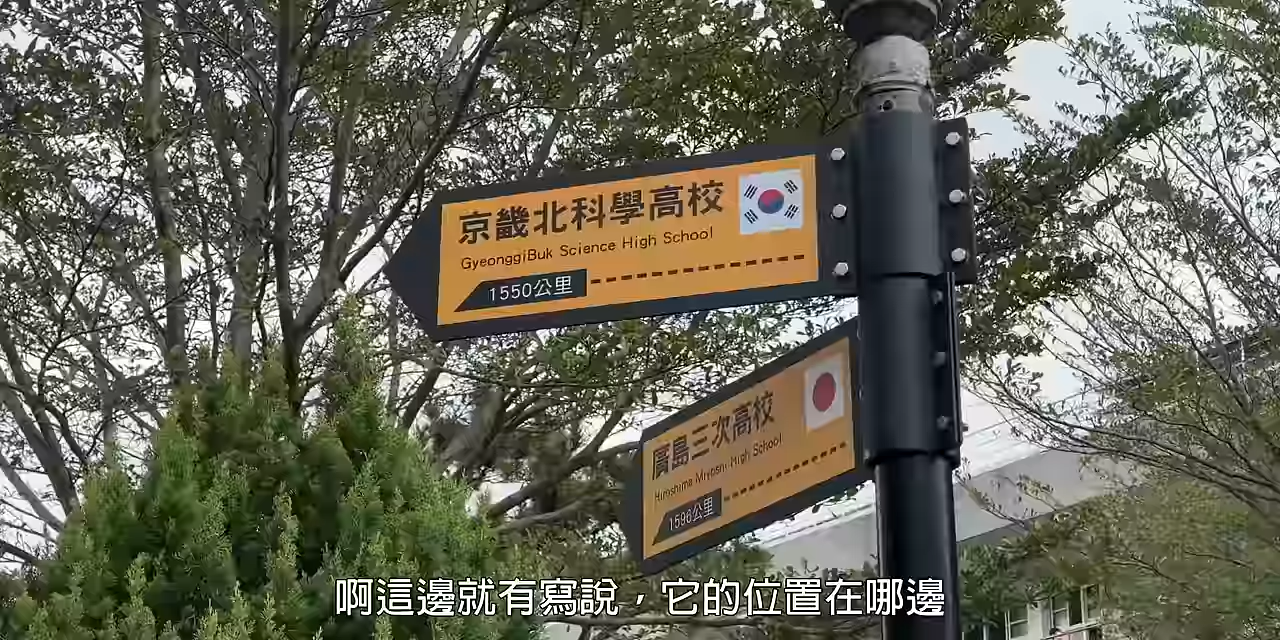 京畿北科學高校
GyeonggiBuk Science High School
1550公里
廣島三次高校
Hiroshima Miyoshi High School
1596公里
啊這邊就有寫說，它的位置在哪邊